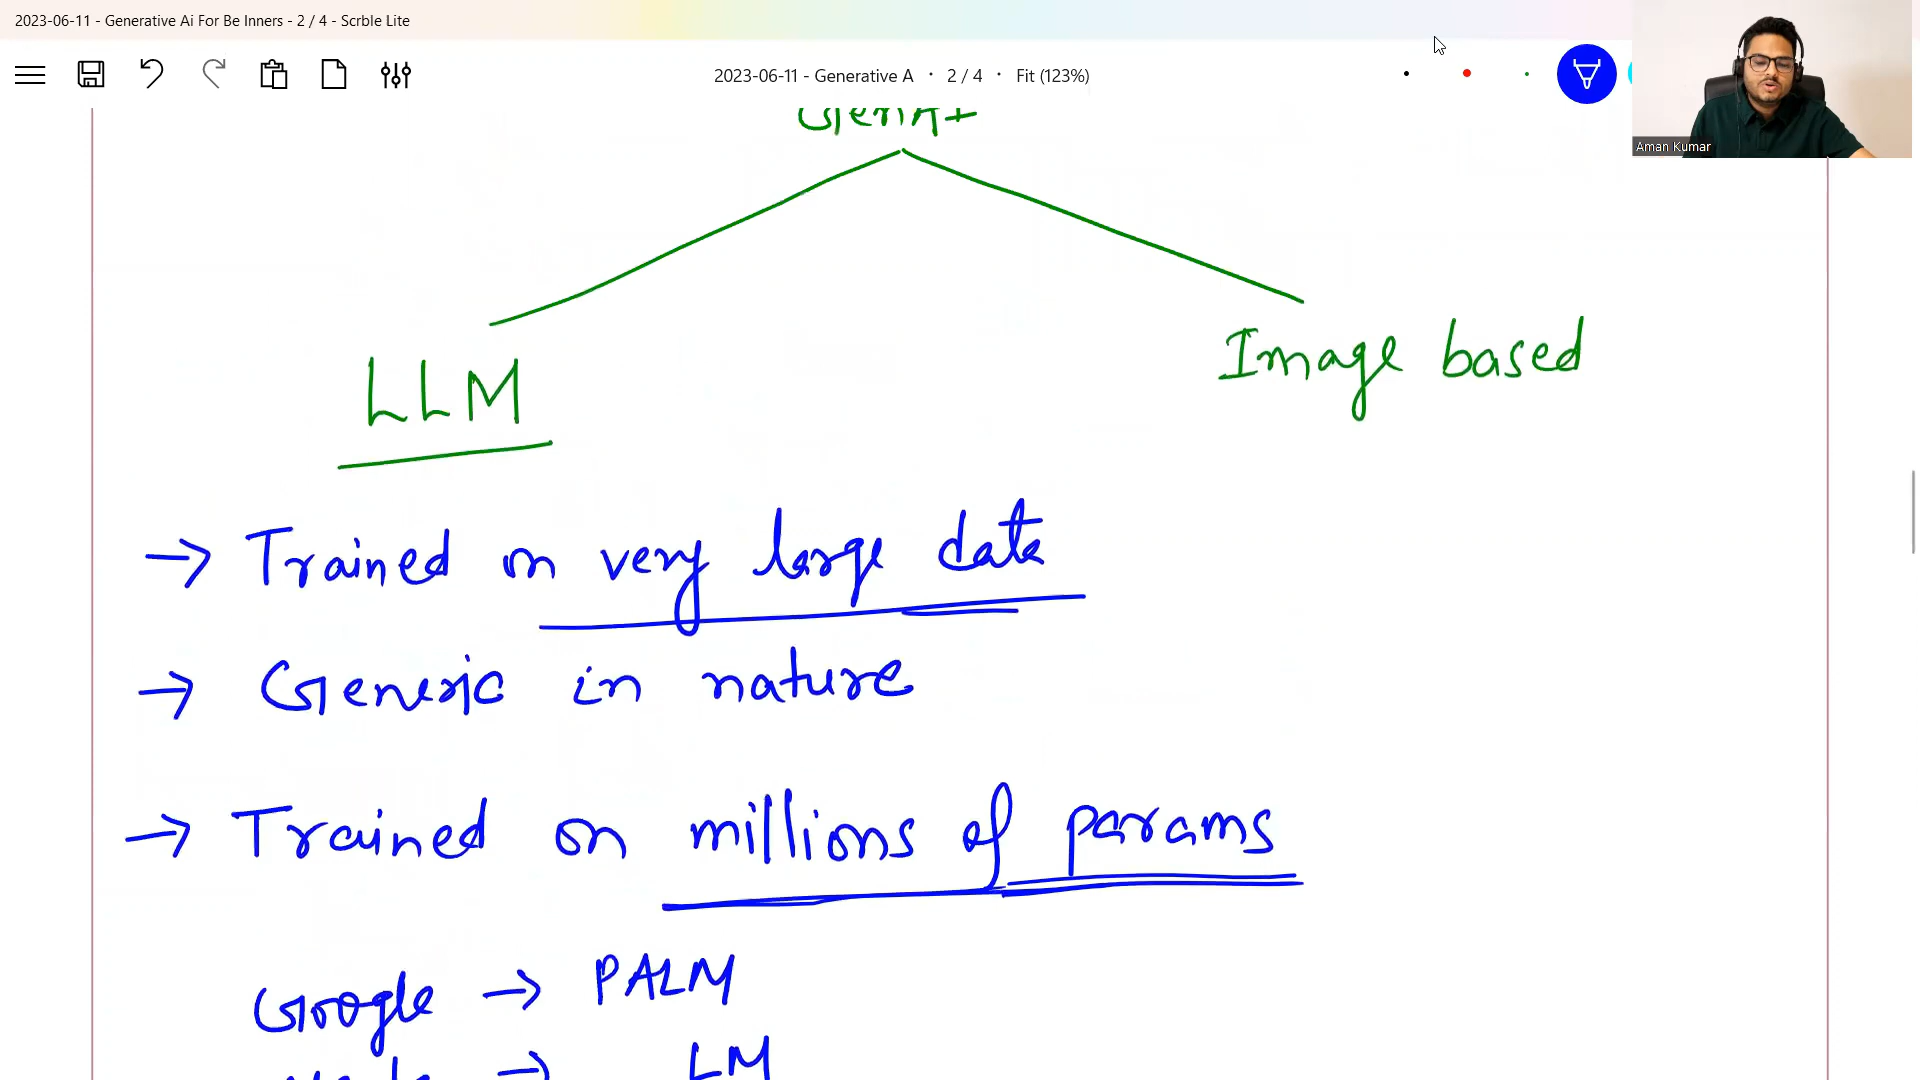 2023-06-11 - Generative Ai For Be Inners - 2 / 4 - Scrble Lite
2023-06-11 - Generative A • 2 / 4 • Fit (123%)
Aman Kumar
LLM
Image based
→ Trained on very large data
→ Generic in nature
→ Trained on millions of params
Google → PALM
→ LM